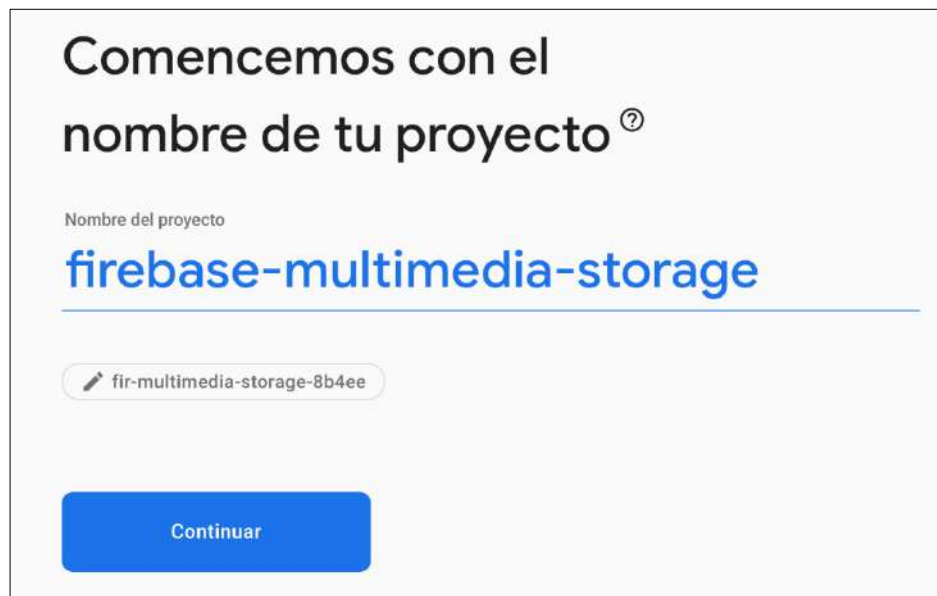 Comencemos con el
nombre de tu proyecto ?
Nombre del proyecto
firebase-multimedia-storage
fir-multimedia-storage-8b4ee
Continuar